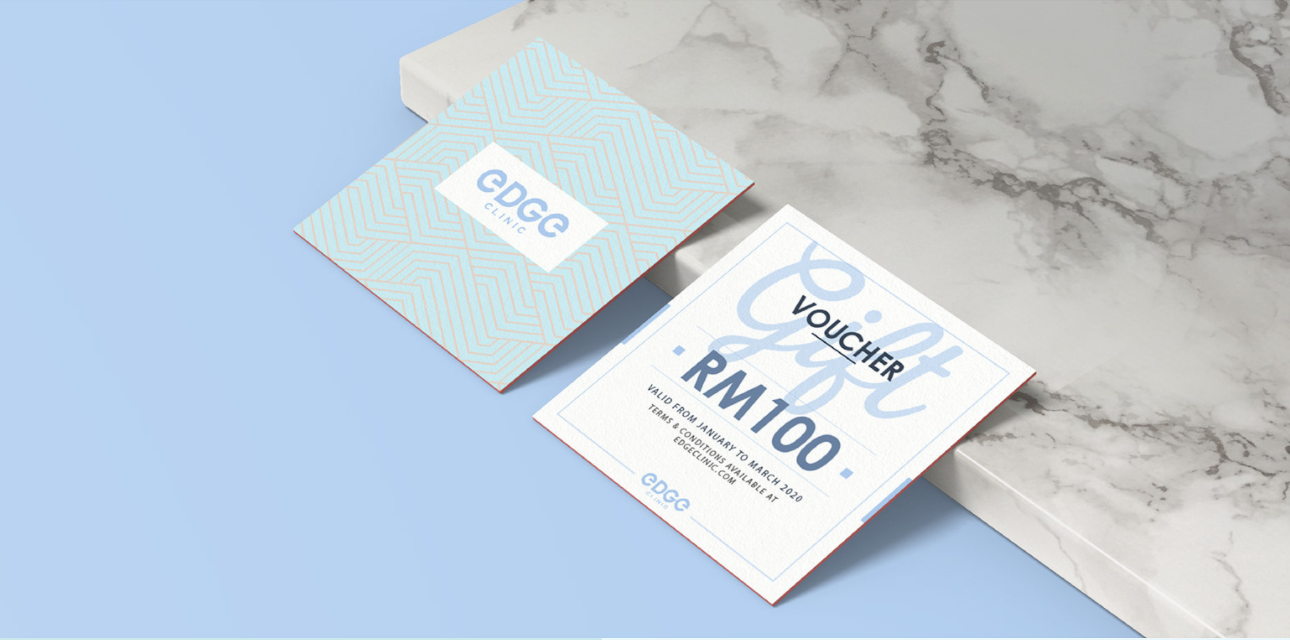 eDGe
CLINIC
Gift
VOUCHER
RM100
VALID FROM JANUARY TO MARCH 2020
TERMS & CONDITIONS AVAILABLE AT
EDGECLINIC.COM
eDGe
CLINIC